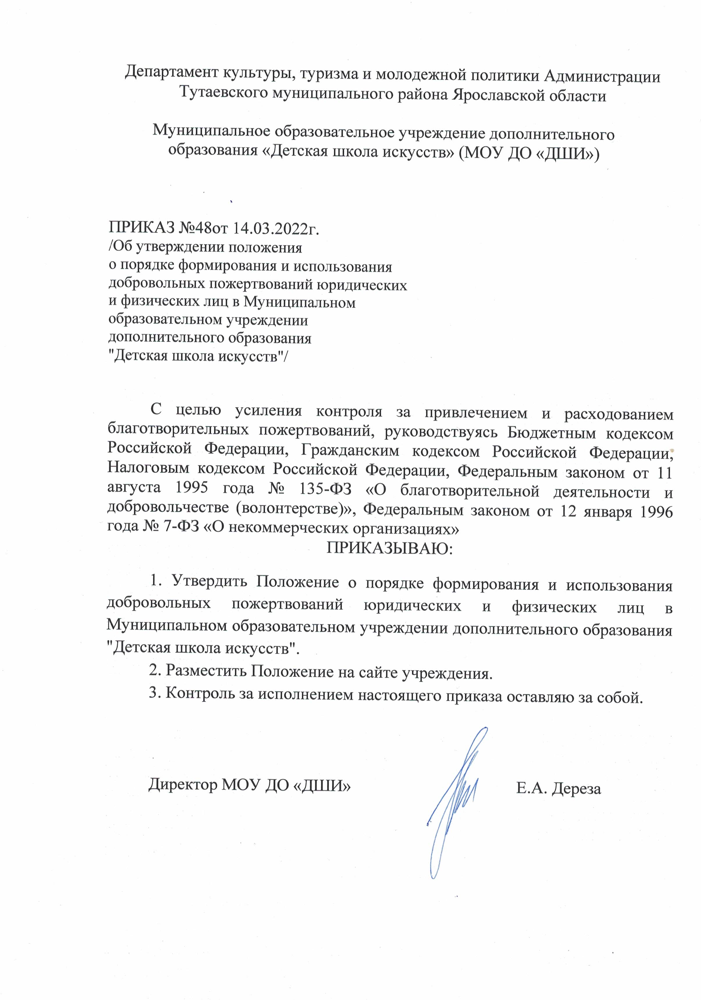 Департамент культуры, туризма и молодежной политики Администрации
Тутаевского муниципального района Ярославской области
Муниципальное образовательное учреждение дополнительного
образования «Детская школа искусств» (МОУ ДО «ДШИ»)
ПРИКАЗ №48от 14.03.2022г.
/Об утверждении положения
о порядке формирования и использования
добровольных пожертвований юридических
и физических лиц в Муниципальном
образовательном учреждении
дополнительного образования
"Детская школа искусств"/
С целью усиления контроля за привлечением и расходованием
благотворительных пожертвований, руководствуясь Бюджетным кодексом
Российской Федерации, Гражданским кодексом Российской Федерации,
Налоговым кодексом Российской Федерации, Федеральным законом от 11
августа 1995 года № 135-ФЗ «О благотворительной деятельности и
добровольчестве (волонтерстве)», Федеральным законом от 12 января 1996
года № 7-ФЗ «О некоммерческих организациях»
ПРИКАЗЫВАЮ:
1. Утвердить Положение о порядке формирования и использования
добровольных пожертвований юридических и физических лиц в
Муниципальном образовательном учреждении дополнительного образования
"Детская школа искусств".
2. Разместить Положение на сайте учреждения.
3. Контроль за исполнением настоящего приказа оставляю за собой.
Директор МОУ ДО «ДШИ» Е.А. Дереза